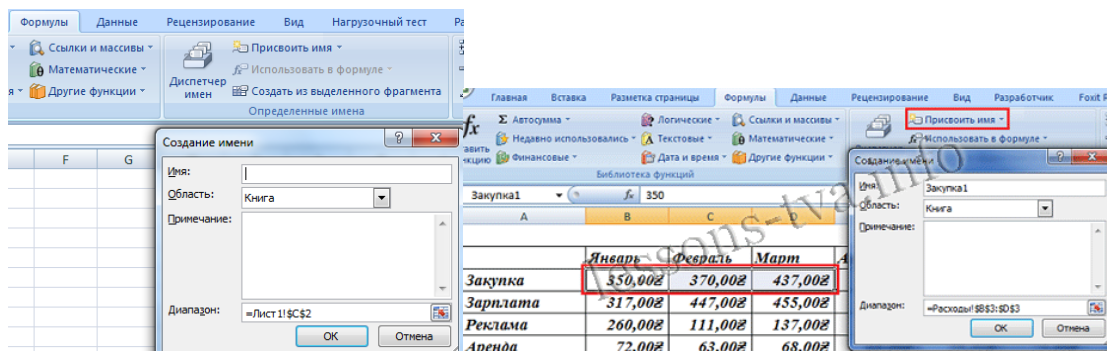 Формулы Данные Рецензирование Вид Нагрузочный тест
Ссылки и массивы Присвоить имя
Математические Использовать в формуле
Другие функции Диспетчер имен Создать из выделенного фрагмента
Определенные имена
Создание имени
F G
Имя:
Область: Книга
Примечание:
Диапазон: =Лист1!$C$2
ОК Отмена
Главная Вставка Разметка страницы Формулы Данные Рецензирование Вид Разработчик Foxit
Σ Автосумма Логические Ссылки и массивы Присвоить имя
Недавно использовались Текстовые Математические Использовать в формуле
Финансовые Дата и время Другие функции
Библиотека функций
Закупка1 fx 350
A B C D
Январь Февраль Март
Закупка 350,00₴ 370,00₴ 437,00₴
Зарплата 317,00₴ 447,00₴ 455,00₴
Реклама 260,00₴ 111,00₴ 137,00₴
Аренда 72,00₴ 63,00₴ 68,00₴
Создание имени
Имя: Закупка1
Область: Книга
Примечание:
Диапазон: =Расходы!$B$3:$D$3
ОК Отмена
lessons-tva.info